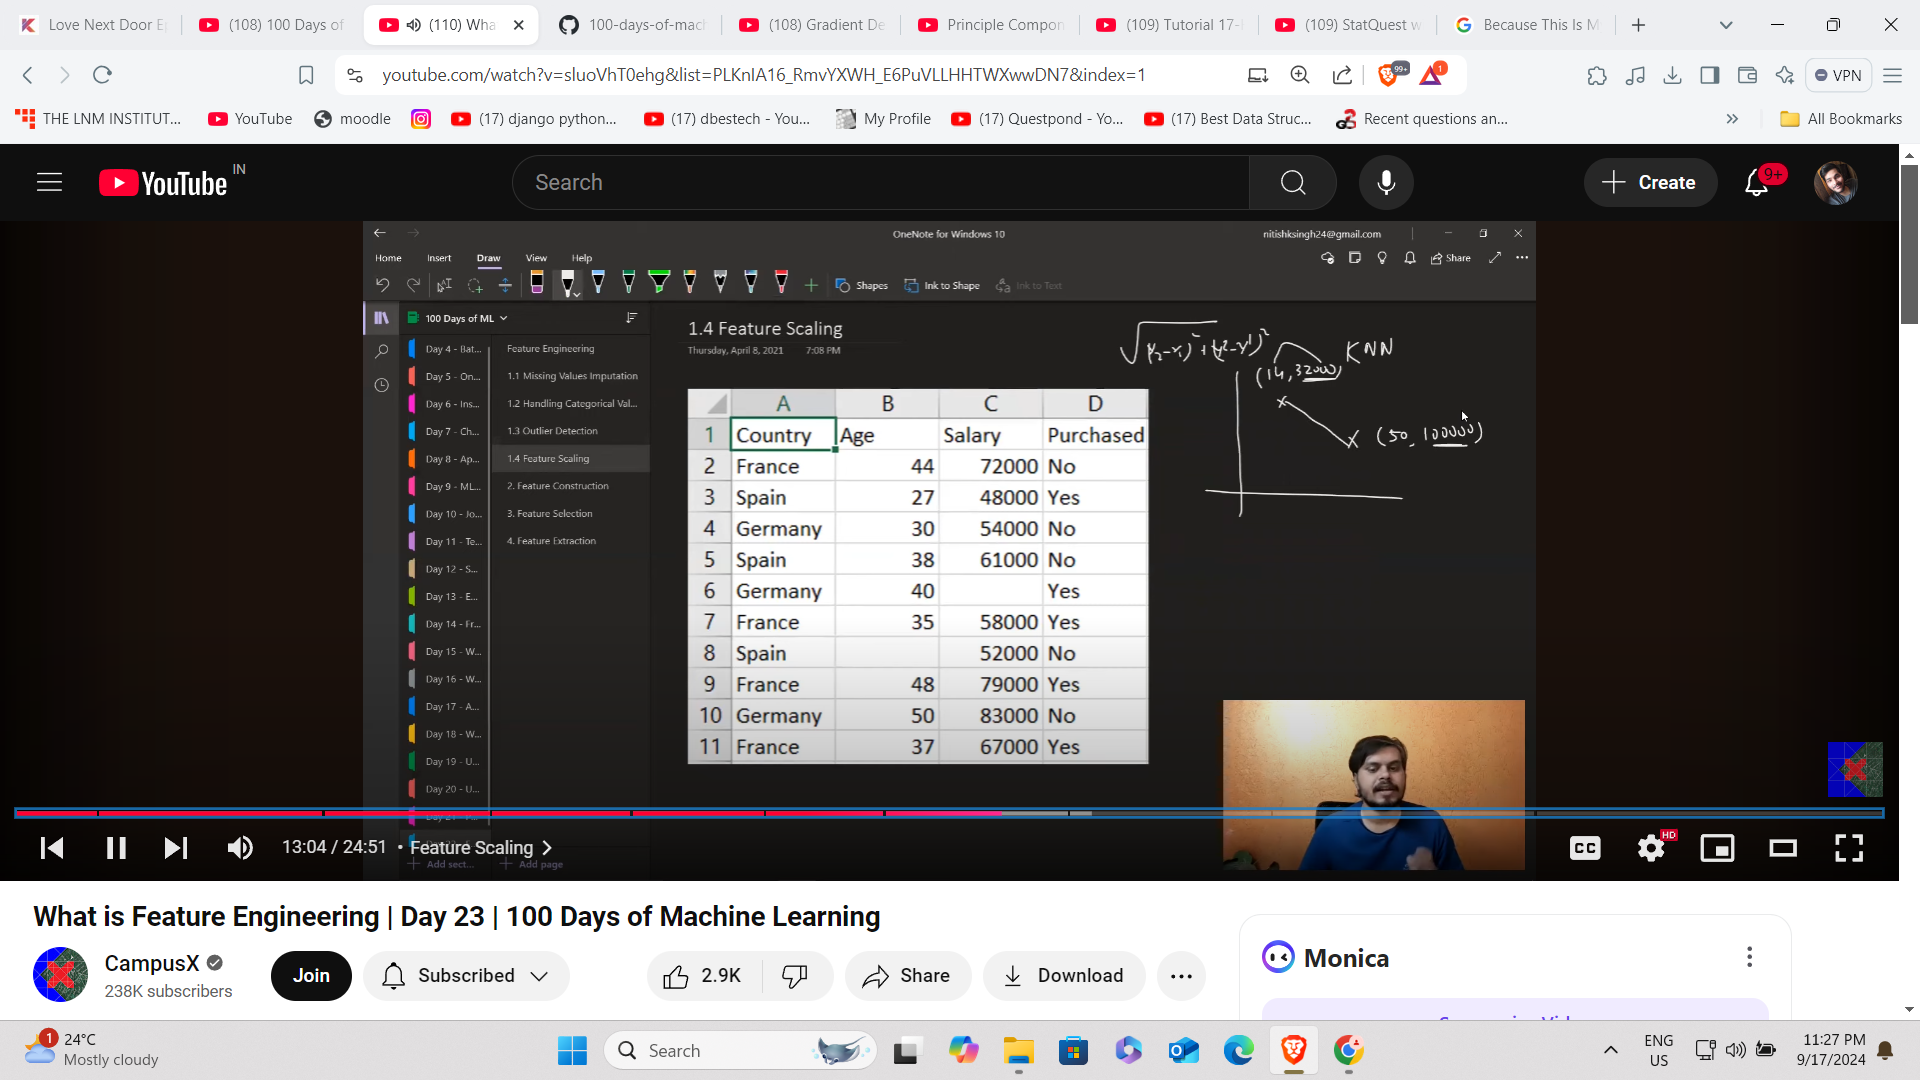 Love Next Door E
(108) 100 Days of
(110) Wha
100-days-of-mac
(108) Gradient De
Principle Compon
(109) Tutorial 17-
(109) StatQuest w
Because This Is M
youtube.com/watch?v=sluoVhT0ehg&list=PLKnIA16_RmvYXWH_E6PuVLLHHTWXwwDN7&index=1
99+
1
VPN
THE LNM INSTITUT...
YouTube
moodle
(17) django python...
(17) dbestech - You...
My Profile
(17) Questpond - Yo...
(17) Best Data Struc...
Recent questions an...
All Bookmarks
YouTube IN
Search
Create
9+
OneNote for Windows 10
nitishksingh24@gmail.com
Home Insert Draw View Help
Share
Shapes
Ink to Shape
Ink to Text
100 Days of ML
Day 4 - Bat...
Day 5 - On...
Day 6 - Ins...
Day 7 - Ch...
Day 8 - Ap...
Day 9 - ML...
Day 10 - Jo...
Day 11 - Te...
Day 12 - S...
Day 13 - E...
Day 14 - Fr...
Day 15 - W...
Day 16 - W...
Day 17 - A...
Day 18 - W...
Day 19 - U...
Day 20 - U...
Add sect...
Feature Engineering
1.1 Missing Values Imputation
1.2 Handling Categorical Val...
1.3 Outlier Detection
1.4 Feature Scaling
2. Feature Construction
3. Feature Selection
4. Feature Extraction
Add page
1.4 Feature Scaling
Thursday, April 8, 2021 7:08 PM
A B C D
1 Country Age Salary Purchased
2 France 44 72000 No
3 Spain 27 48000 Yes
4 Germany 30 54000 No
5 Spain 38 61000 No
6 Germany 40 Yes
7 France 35 58000 Yes
8 Spain 52000 No
9 France 48 79000 Yes
10 Germany 50 83000 No
11 France 37 67000 Yes
KNN
(14, 32000)
(50, 100000)
13:04 / 24:51 • Feature Scaling
CC
HD
What is Feature Engineering | Day 23 | 100 Days of Machine Learning
CampusX
238K subscribers
Join
Subscribed
2.9K
Share
Download
Monica
1
24°C
Mostly cloudy
Search
ENG
US
11:27 PM
9/17/2024